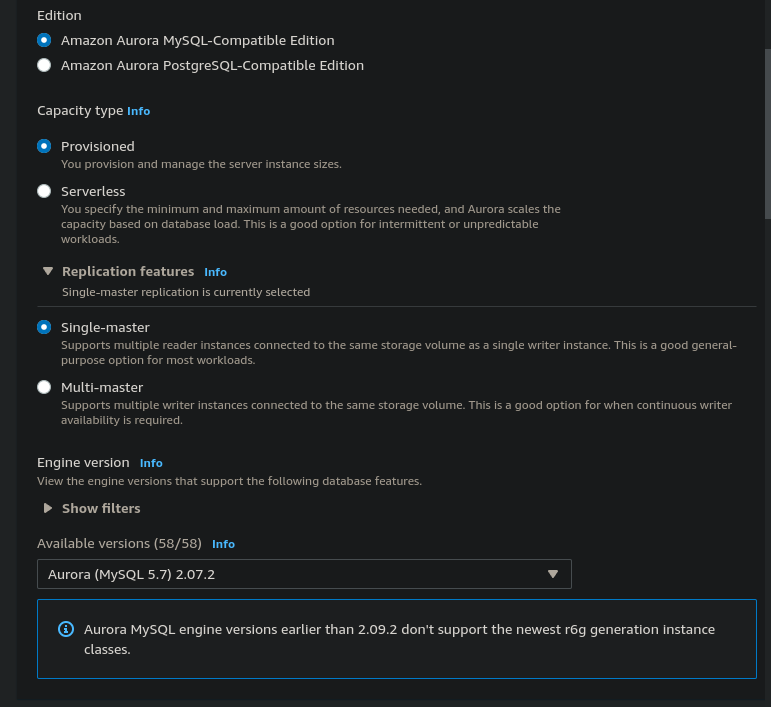 Edition
Amazon Aurora MySQL-Compatible Edition
Amazon Aurora PostgreSQL-Compatible Edition
Capacity type Info
Provisioned
You provision and manage the server instance sizes.
Serverless
You specify the minimum and maximum amount of resources needed, and Aurora scales the
capacity based on database load. This is a good option for intermittent or unpredictable
workloads.
Replication features Info
Single-master replication is currently selected
Single-master
Supports multiple reader instances connected to the same storage volume as a single writer instance. This is a good general-
purpose option for most workloads.
Multi-master
Supports multiple writer instances connected to the same storage volume. This is a good option for when continuous writer
availability is required.
Engine version Info
View the engine versions that support the following database features.
Show filters
Available versions (58/58) Info
Aurora (MySQL 5.7) 2.07.2
Aurora MySQL engine versions earlier than 2.09.2 don't support the newest r6g generation instance
classes.